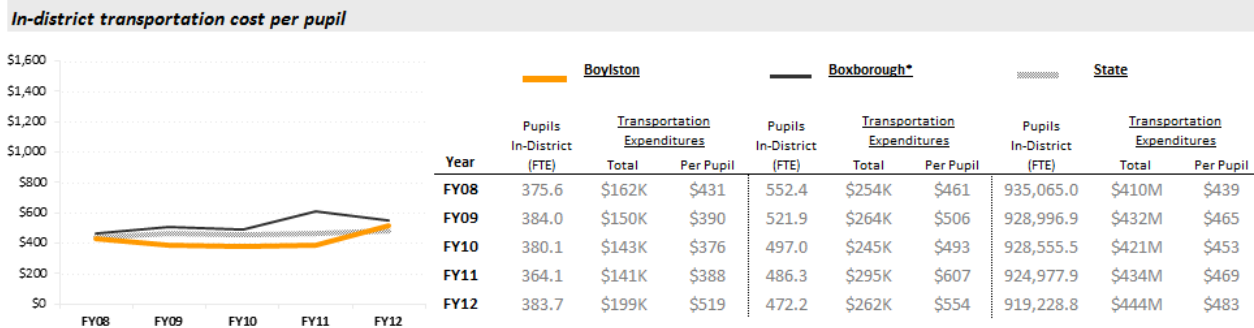 In-district transportation cost per pupil
$1,600
$1,400
$1,200
$1,000
$800
$600
$400
$200
$0
FY08 FY09 FY10 FY11 FY12
Boylston Boxborough* State
Pupils In-District (FTE) Transportation Expenditures Pupils In-District (FTE) Transportation Expenditures Pupils In-District (FTE) Transportation Expenditures
Year Total Per Pupil Total Per Pupil Total Per Pupil
FY08 375.6 $162K $431 552.4 $254K $461 935,065.0 $410M $439
FY09 384.0 $150K $390 521.9 $264K $506 928,996.9 $432M $465
FY10 380.1 $143K $376 497.0 $245K $493 928,555.5 $421M $453
FY11 364.1 $141K $388 486.3 $295K $607 924,977.9 $434M $469
FY12 383.7 $199K $519 472.2 $262K $554 919,228.8 $444M $483